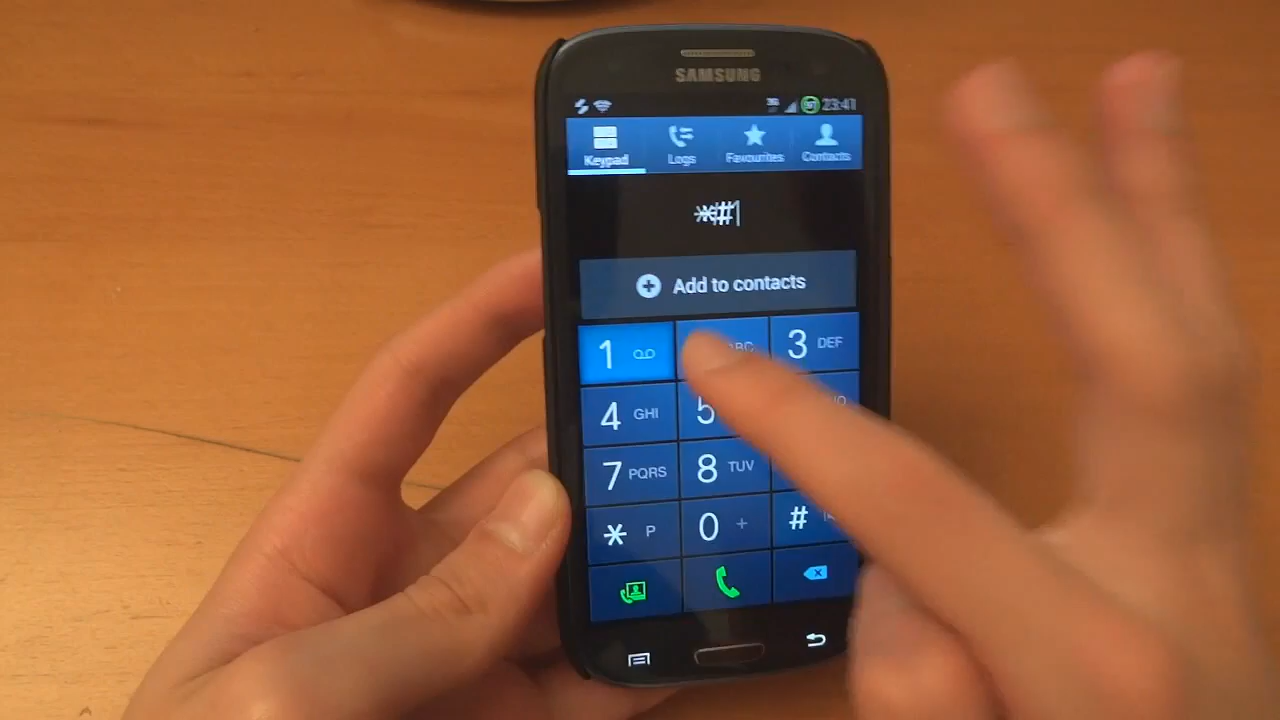 SAMSUNG
23:41
Keypad Logs Favourites Contacts
*#1
Add to contacts
1 3 DEF
4 GHI 5
7 PQRS 8 TUV
* P 0 + #